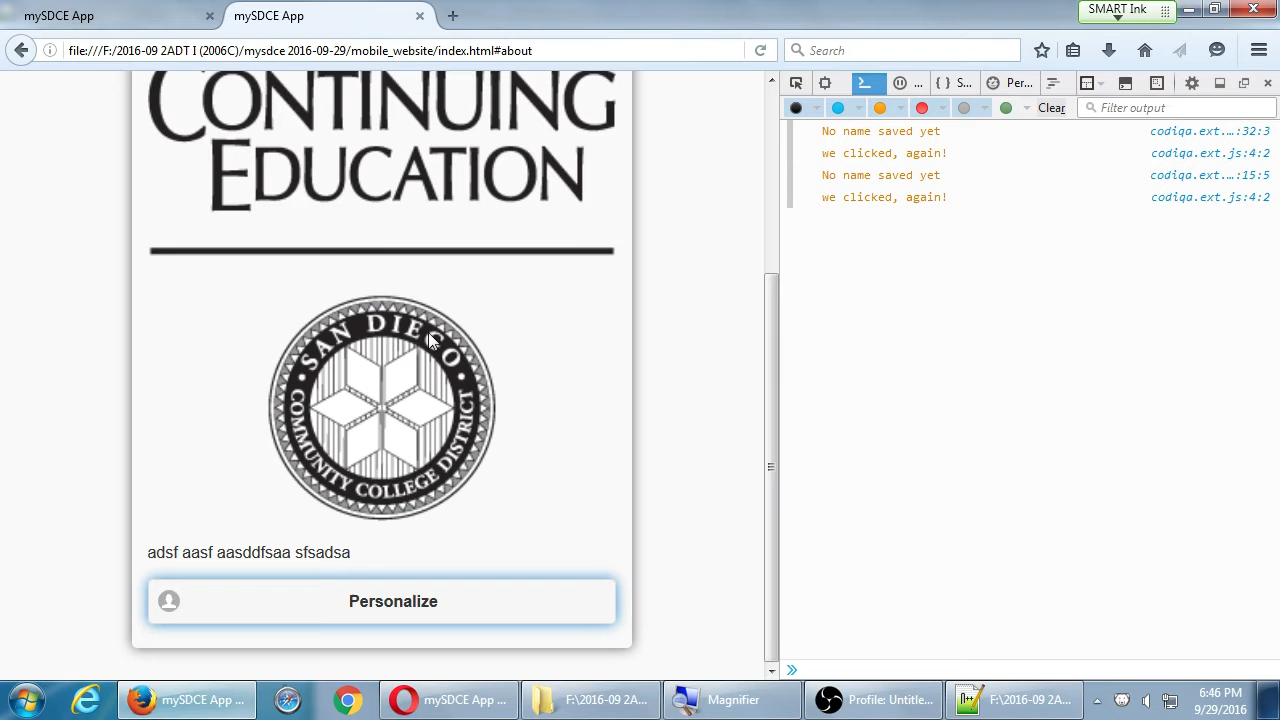 mySDCE App
mySDCE App
SMART Ink
file:///F:/2016-09 2ADT I (2006C)/mysdce 2016-09-29/mobile_website/index.html#about
Search
... { } S... Per...
Clear
Filter output
No name saved yet codiqa.ext....:32:3
we clicked, again! codiqa.ext.js:4:2
No name saved yet codiqa.ext....:15:5
we clicked, again! codiqa.ext.js:4:2
CONTINUING
EDUCATION
SAN DIEGO
COMMUNITY COLLEGE DISTRICT
adsf aasf aasddfsaa sfsadsa
Personalize
mySDCE App ...
mySDCE App ...
F:\2016-09 2A...
Magnifier
Profile: Untitle...
F:\2016-09 2A...
6:46 PM
9/29/2016